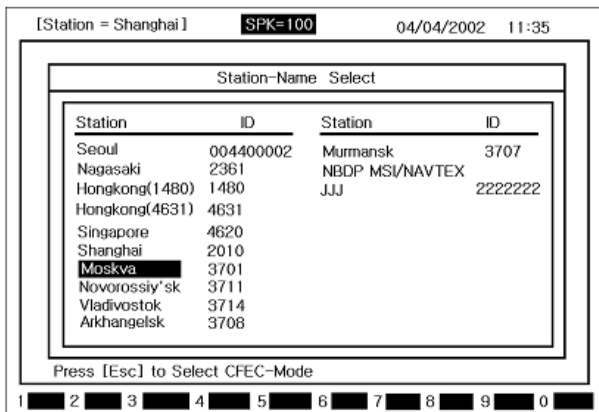 [Station = Shanghai] SPK=100 04/04/2002 11:35
Station-Name Select
Station ID Station ID
Seoul 004400002 Murmansk 3707
Nagasaki 2361 NBDP MSI/NAVTEX
Hongkong(1480) 1480 JJJ 2222222
Hongkong(4631) 4631
Singapore 4620
Shanghai 2010
Moskva 3701
Novorossiy'sk 3711
Vladivostok 3714
Arkhangelsk 3708
Press [Esc] to Select CFEC-Mode
1 2 3 4 5 6 7 8 9 0